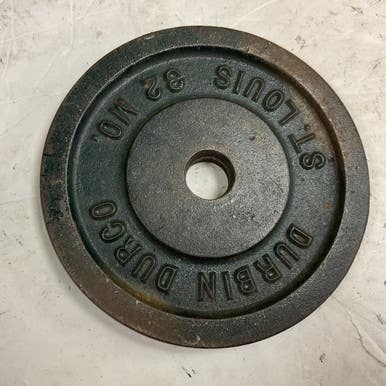 DURBIN DURCO
ST. LOUIS 32 MO.